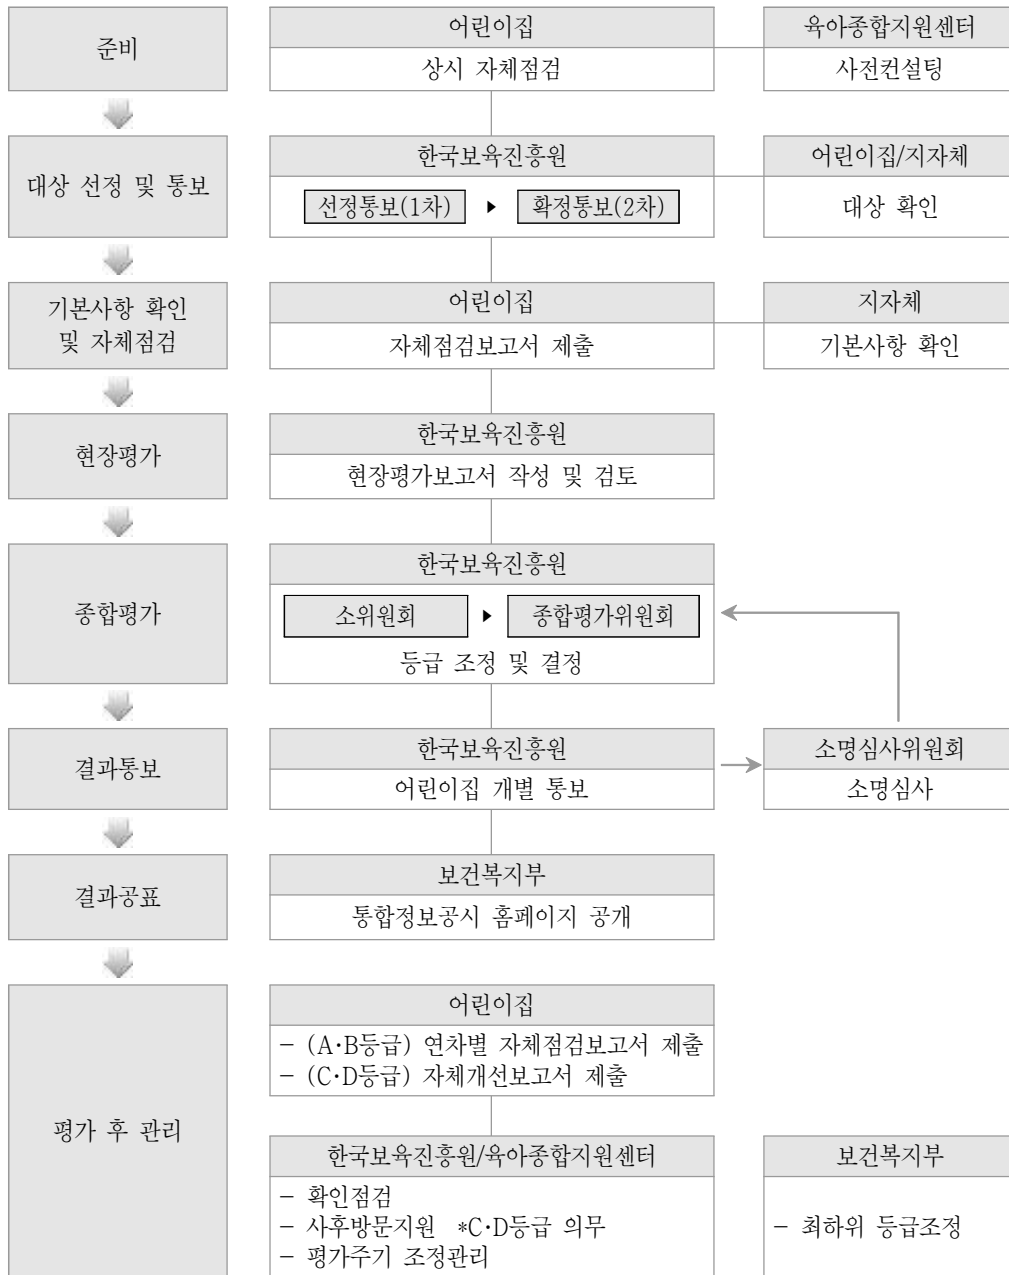 준비
어린이집
상시 자체점검
육아종합지원센터
사전컨설팅
대상 선정 및 통보
한국보육진흥원
선정통보(1차) ▶ 확정통보(2차)
어린이집/지자체
대상 확인
기본사항 확인
및 자체점검
어린이집
자체점검보고서 제출
지자체
기본사항 확인
현장평가
한국보육진흥원
현장평가보고서 작성 및 검토
종합평가
한국보육진흥원
소위원회 ▶ 종합평가위원회
등급 조정 및 결정
결과통보
한국보육진흥원
어린이집 개별 통보
소명심사위원회
소명심사
결과공표
보건복지부
통합정보공시 홈페이지 공개
평가 후 관리
어린이집
- (A·B등급) 연차별 자체점검보고서 제출
- (C·D등급) 자체개선보고서 제출
한국보육진흥원/육아종합지원센터
- 확인점검
- 사후방문지원 *C·D등급 의무
- 평가주기 조정관리
보건복지부
- 최하위 등급조정